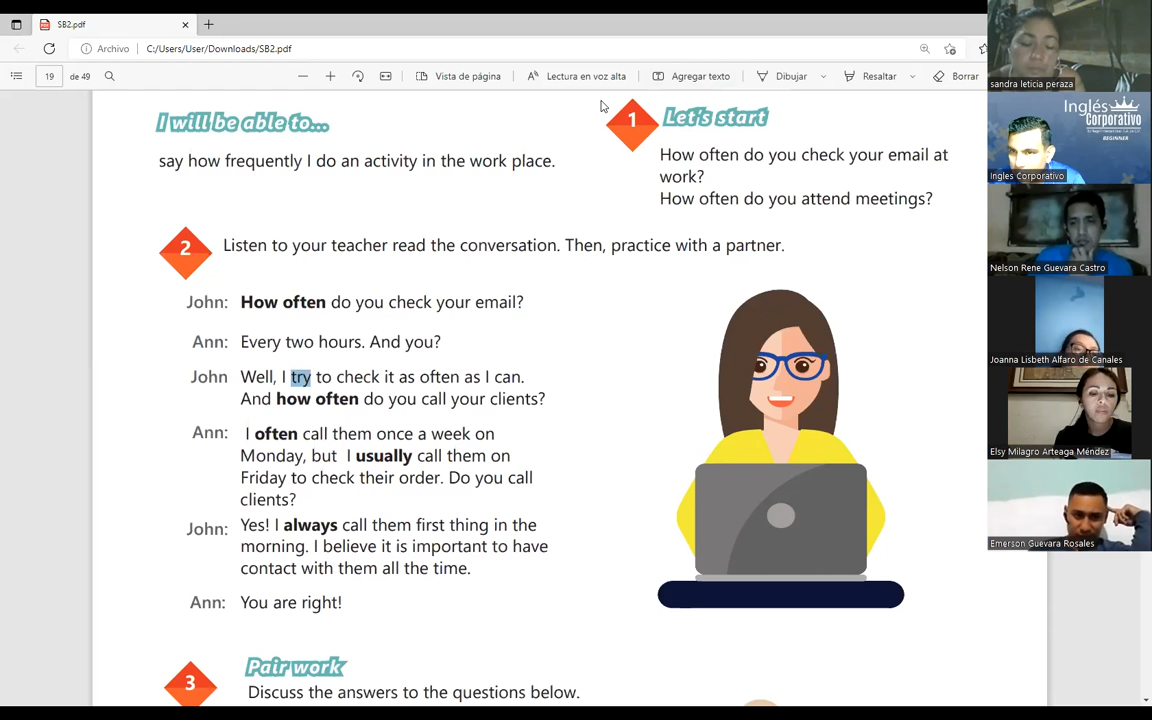 SB2.pdf
Archivo
C:/Users/User/Downloads/SB2.pdf
19
de 49
Vista de página
Lectura en voz alta
Agregar texto
Dibujar
Resaltar
Borrar
I will be able to...
say how frequently I do an activity in the work place.
1
Let's start
How often do you check your email at
work?
How often do you attend meetings?
2
Listen to your teacher read the conversation. Then, practice with a partner.
John: How often do you check your email?
Ann: Every two hours. And you?
John Well, I try to check it as often as I can.
And how often do you call your clients?
Ann: I often call them once a week on
Monday, but I usually call them on
Friday to check their order. Do you call
clients?
John: Yes! I always call them first thing in the
morning. I believe it is important to have
contact with them all the time.
Ann: You are right!
3
Pair work
Discuss the answers to the questions below.
sandra leticia peraza
Inglés
Corporativo
BEGINNER
Ingles Corporativo
Nelson Rene Guevara Castro
Joanna Lisbeth Alfaro de Canales
Elsy Milagro Arteaga Méndez
Emerson Guevara Rosales